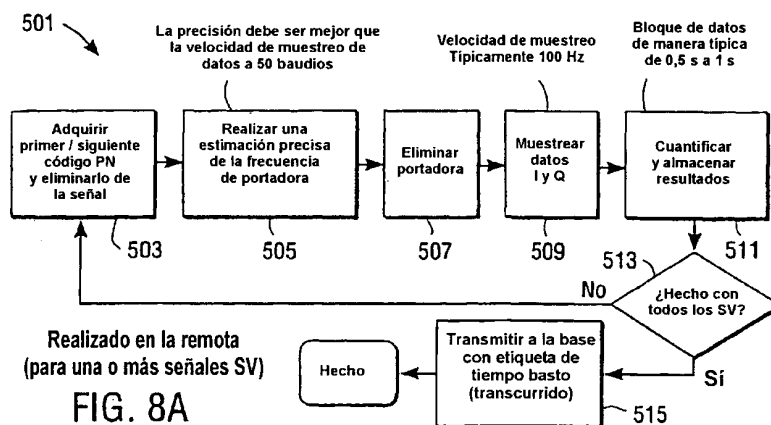 501
La precisión debe ser mejor que
la velocidad de muestreo de
datos a 50 baudios
Velocidad de muestreo
Típicamente 100 Hz
Bloque de datos
de manera típica
de 0,5 s a 1 s
Adquirir
primer / siguiente
código PN
y eliminarlo de
la señal
503
Realizar una
estimación precisa
de la frecuencia
de portadora
505
Eliminar
portadora
507
Muestrear
datos
I y Q
509
Cuantificar
y almacenar
resultados
511
513
¿Hecho con
todos los SV?
No
Sí
Transmitir a la base
con etiqueta de
tiempo basto
(transcurrido)
515
Hecho
Realizado en la remota
(para una o más señales SV)
FIG. 8A